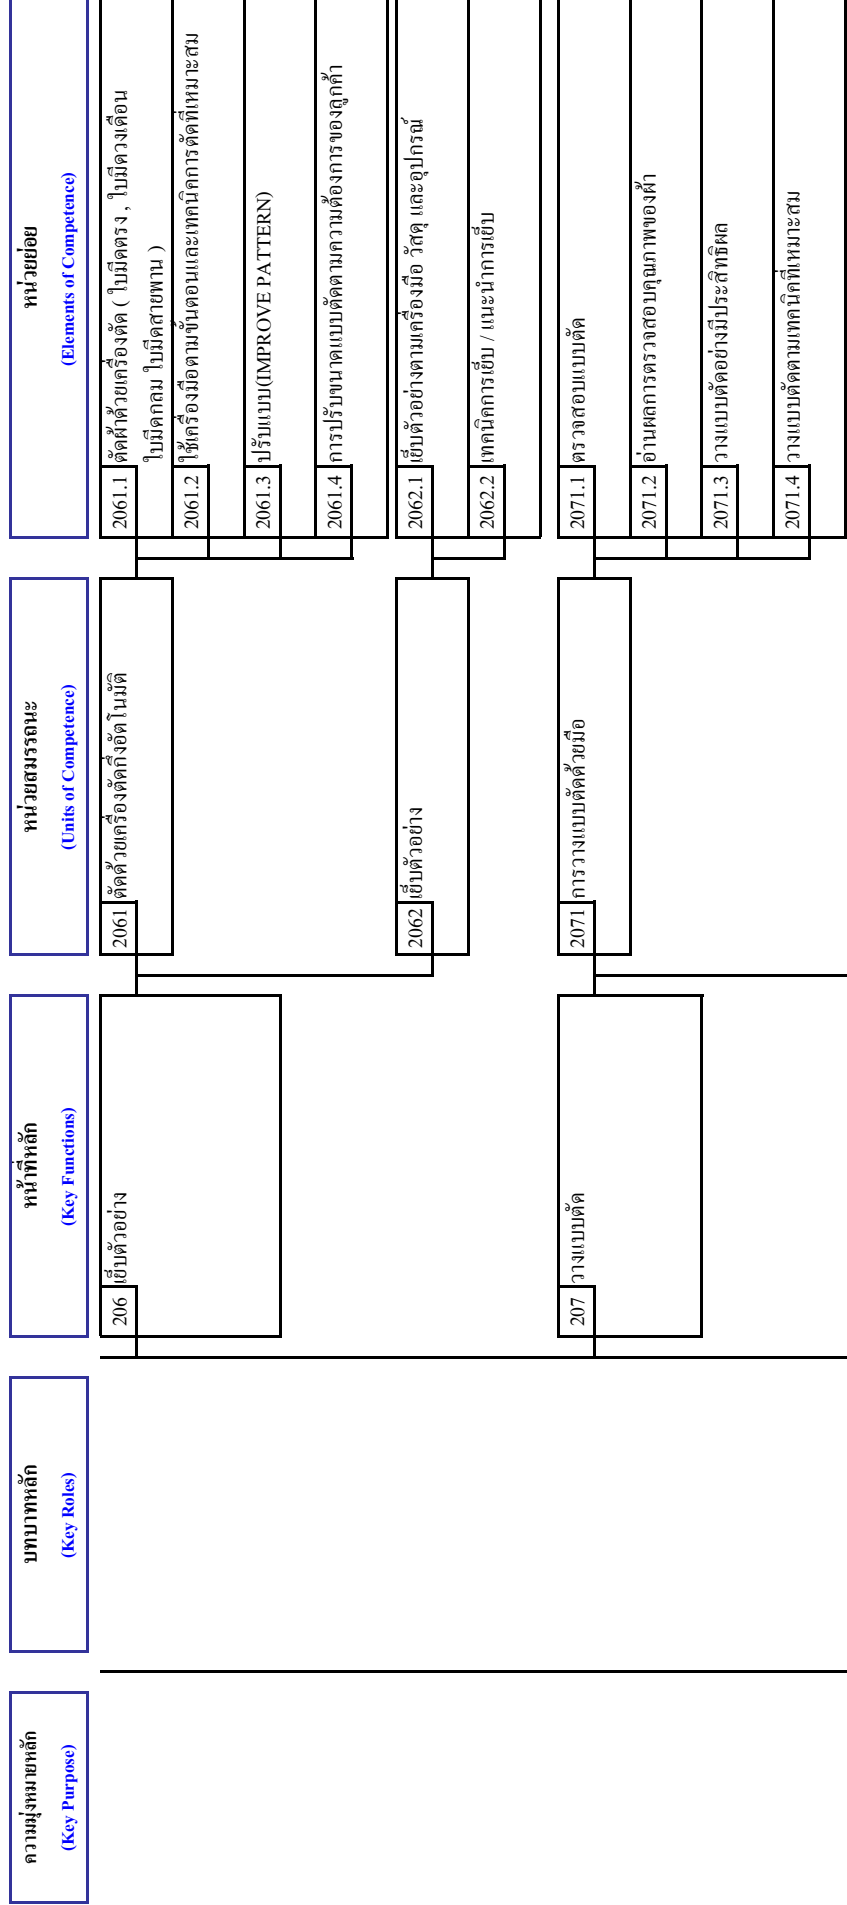 ความมุ่งหมายหลัก
(Key Purpose)
บทบาทหลัก
(Key Roles)
หน้าที่หลัก
(Key Functions)
หน่วยสมรรถนะ
(Units of Competence)
หน่วยย่อย
(Elements of Competence)
206 เย็บตัวอย่าง
2061 ตัดด้วยเครื่องตัดกึ่งอัตโนมัติ
2061.1 ตัดผ้าด้วยเครื่องตัด ( ใบมีดตรง , ใบมีดวงเดือน
ใบมีดกลม ใบมีดสายพาน )
2061.2 ใช้เครื่องมือตามขั้นตอนและเทคนิคการตัดที่เหมาะสม
2061.3 ปรับแบบ(IMPROVE PATTERN)
2061.4 การปรับขนาดแบบตัดตามความต้องการของลูกค้า
2062 เย็บตัวอย่าง
2062.1 เย็บตัวอย่างตามเครื่องมือ วัสดุ และอุปกรณ์
2062.2 เทคนิคการเย็บ / แนะนำการเย็บ
207 วางแบบตัด
2071 การวางแบบตัดด้วยมือ
2071.1 ตรวจสอบแบบตัด
2071.2 อ่านผลการตรวจสอบคุณภาพของผ้า
2071.3 วางแบบตัดอย่างมีประสิทธิผล
2071.4 วางแบบตัดตามเทคนิคที่เหมาะสม